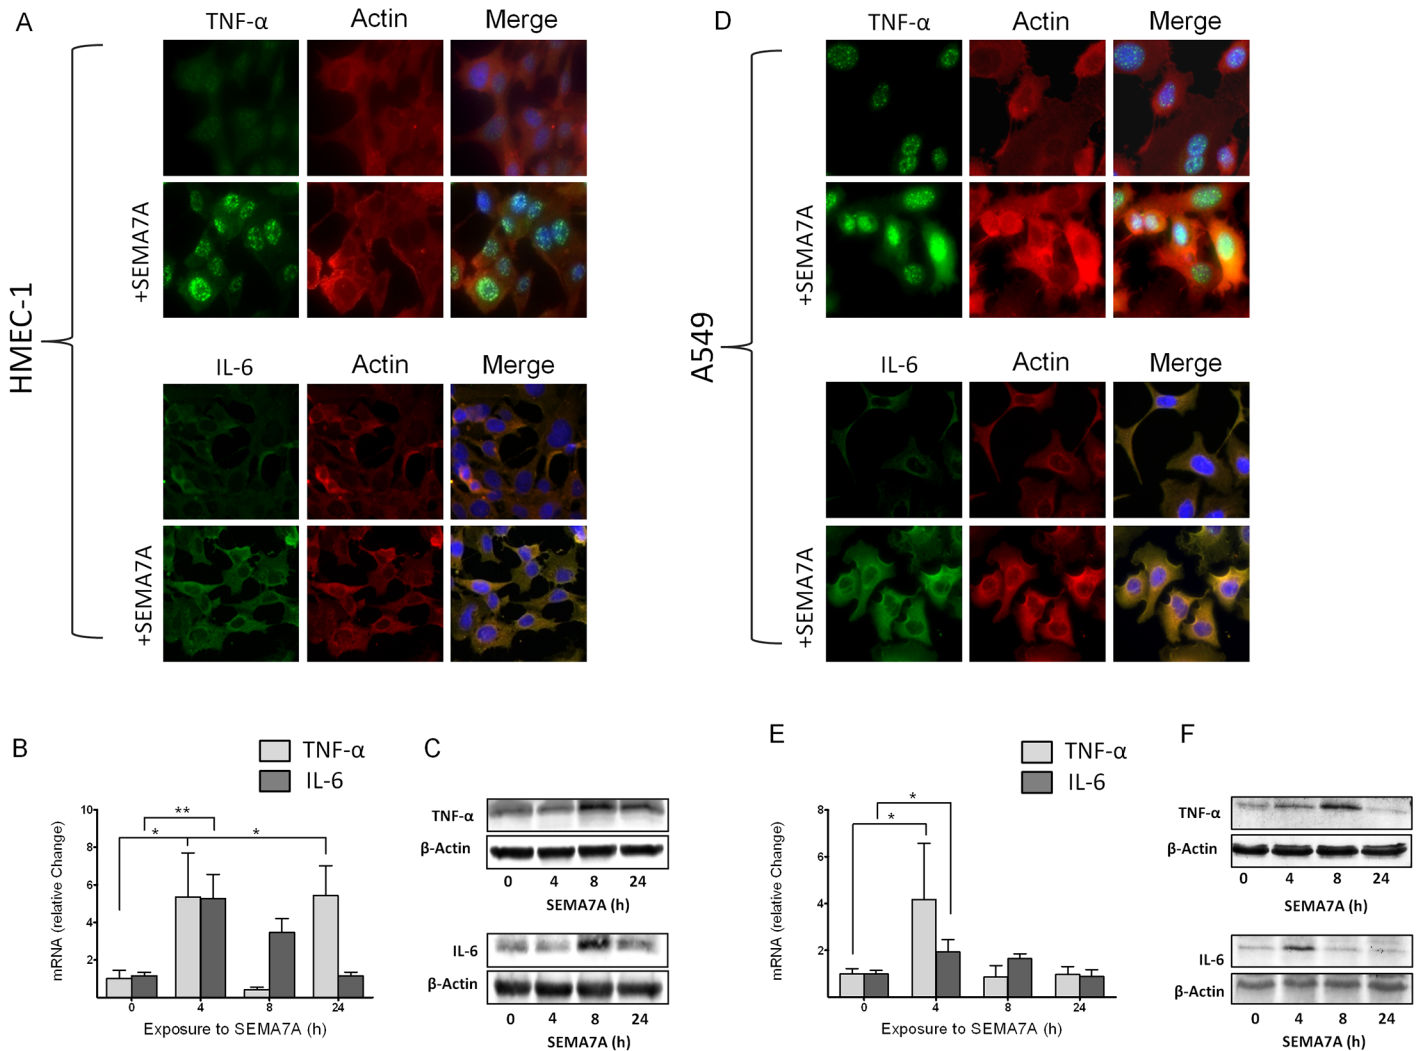 A
TNF-α Actin Merge
+SEMA7A
HMEC-1
IL-6 Actin Merge
+SEMA7A
D
TNF-α Actin Merge
+SEMA7A
A549
IL-6 Actin Merge
+SEMA7A
B
TNF-α
IL-6
mRNA (relative Change)
10
8
6
4
2
* ** *
0 4 8 24
Exposure to SEMA7A (h)
C
TNF-α
β-Actin
0 4 8 24
SEMA7A (h)
IL-6
β-Actin
0 4 8 24
SEMA7A (h)
E
TNF-α
IL-6
mRNA (relative Change)
8
6
4
2
* *
0 4 8 24
Exposure to SEMA7A (h)
F
TNF-α
β-Actin
0 4 8 24
SEMA7A (h)
IL-6
β-Actin
0 4 8 24
SEMA7A (h)